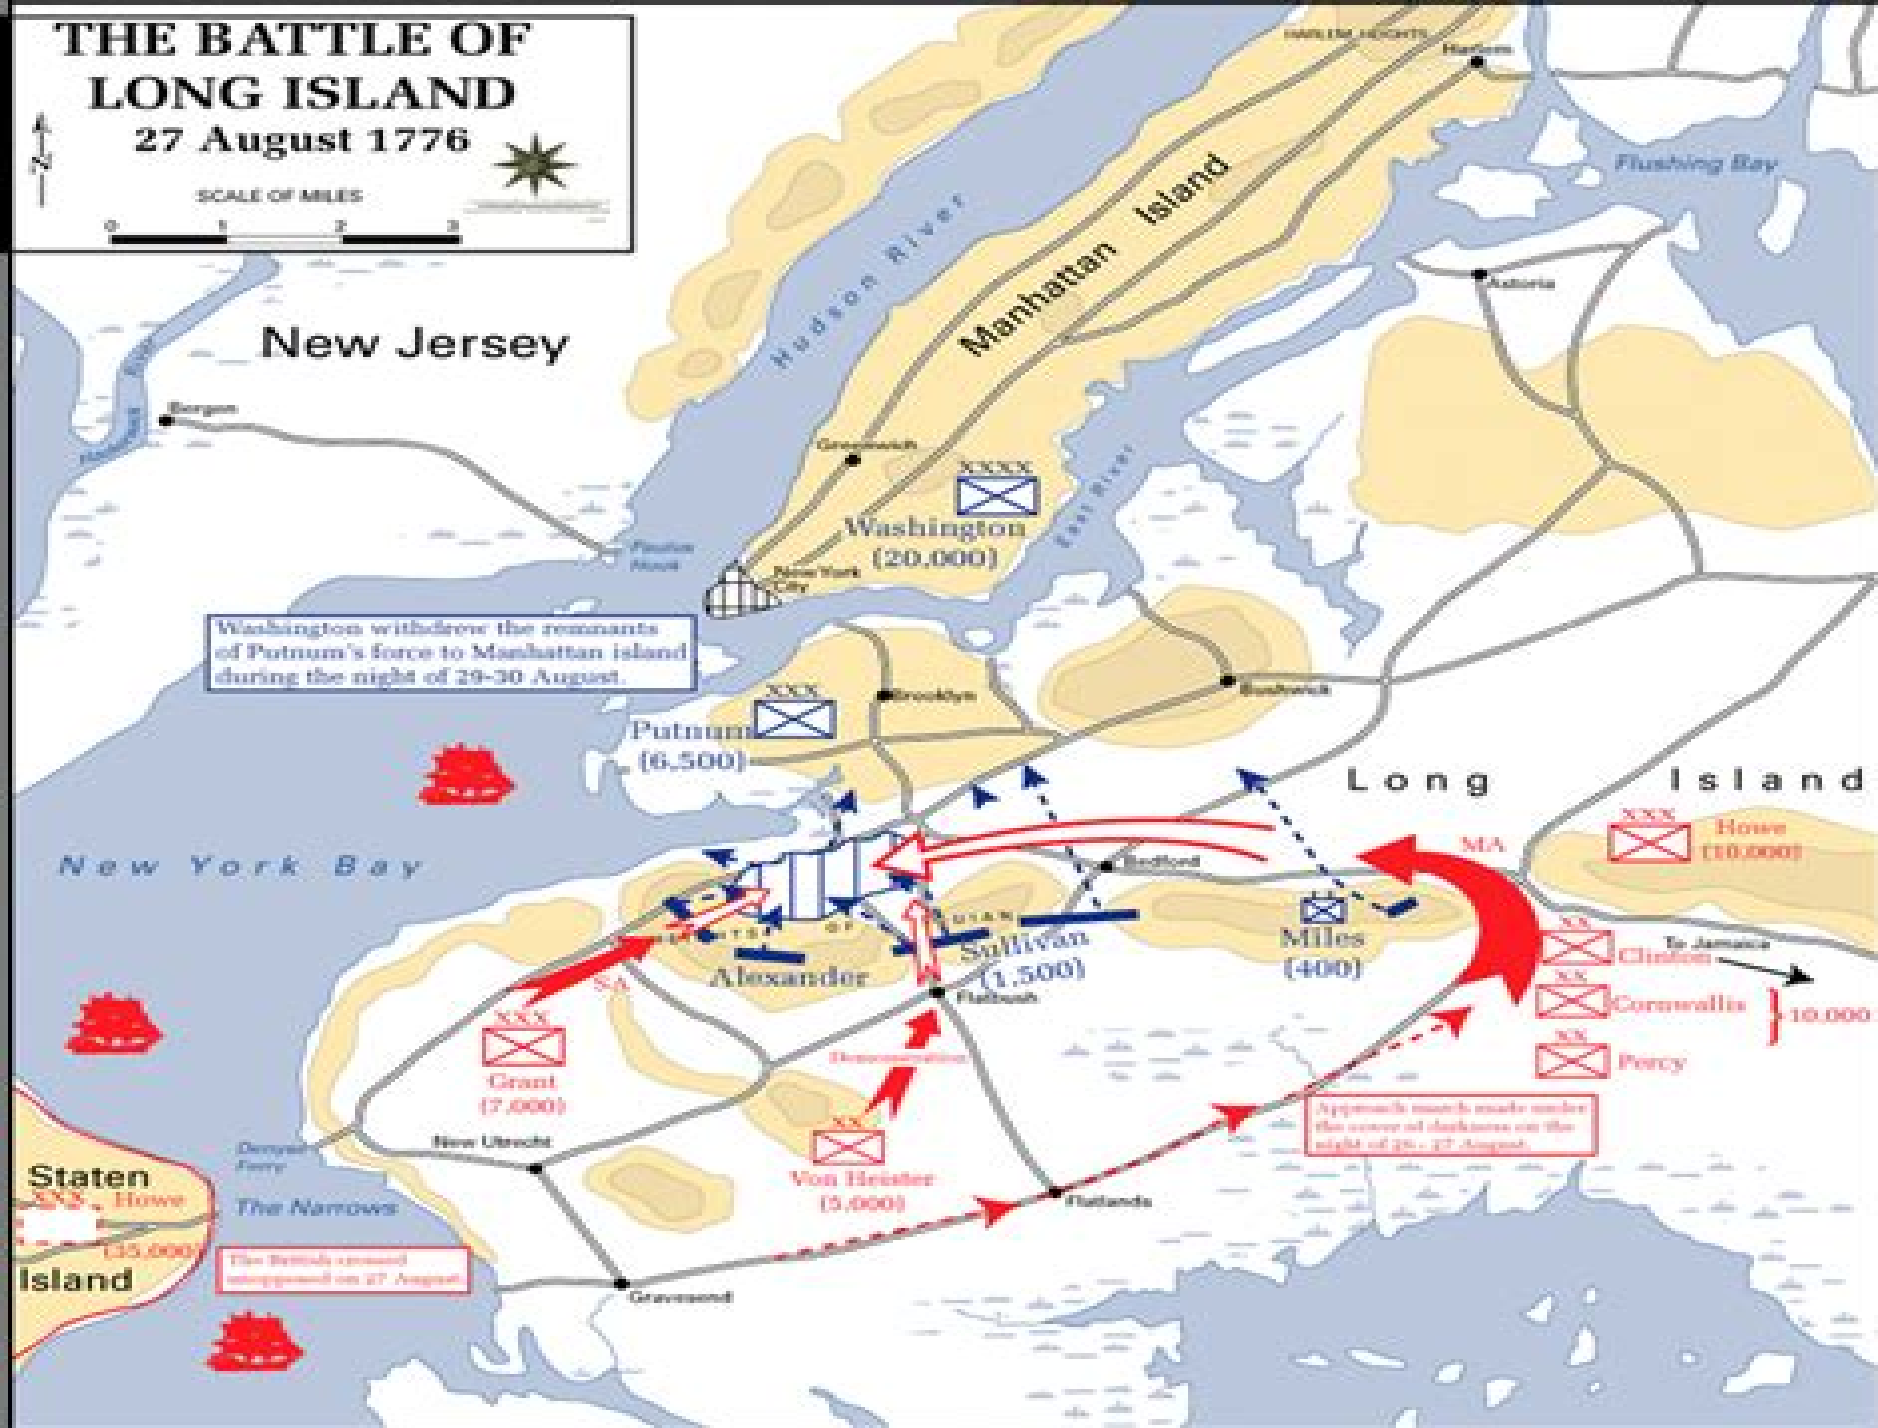 THE BATTLE OF
LONG ISLAND
27 August 1776
N
SCALE OF MILES
0 1 2 3
HARLEM HEIGHTS
Harlem
Flushing Bay
Hudson River
Manhattan Island
Astoria
New Jersey
Bergen
River
Greenwich
XXXX
Washington
(20,000)
East River
Paulus
Hook
New York
City
Washington withdrew the remnants
of Putnum's force to Manhattan island
during the night of 29-30 August.
XXX
Brooklyn
Putnum
(6,500)
Bushwick
Long Island
XXX
Howe
(10,000)
MA
New York Bay
Bedford
OF
Sullivan
(1,500)
Miles
(400)
Alexander
Flatbush
SA
XX
Clinton
To Jamaica
XX
Cornwallis
10,000
XX
Percy
XXX
Grant
(7,000)
Demonstration
XX
Von Heister
(5,000)
Approach march made under
the cover of darkness on the
night of 26 - 27 August.
New Utrecht
Denyse
Ferry
The Narrows
Flatlands
Staten
XXX Howe
Island
The British crossed
unopposed on 27 August.
Gravesend